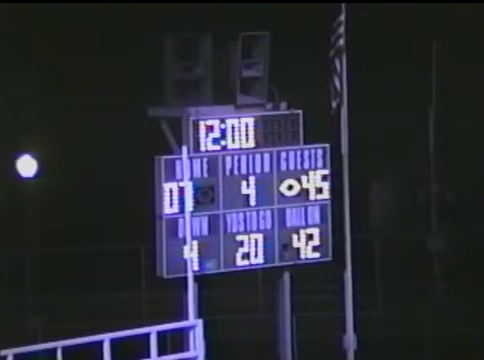 12:00
HOME PERIOD GUESTS
07 4 45
DOWN YDS TO GO BALL ON
4 20 42